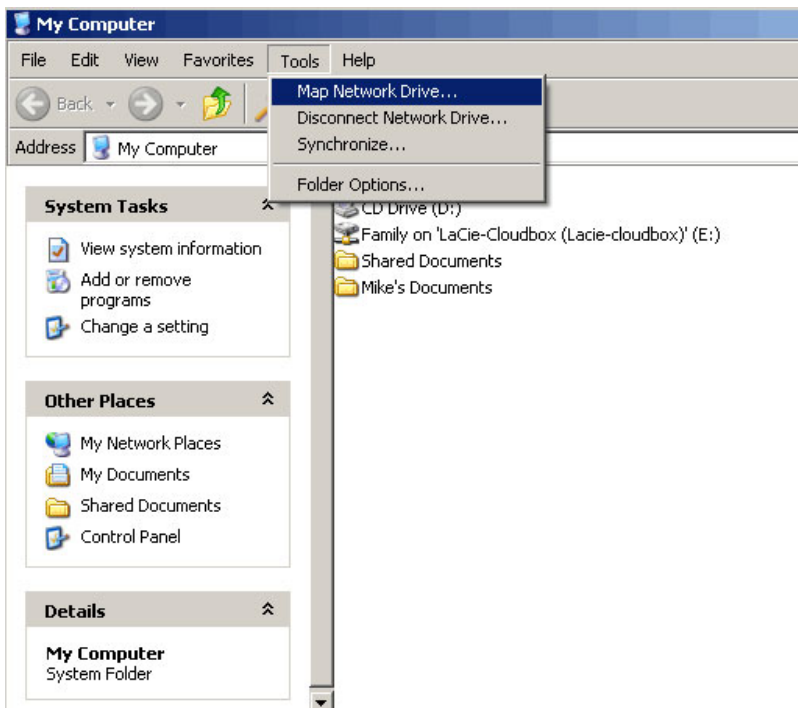 My Computer
File Edit View Favorites Tools Help
Map Network Drive...
Back
Disconnect Network Drive...
Address My Computer
Synchronize...
Folder Options...
System Tasks
View system information
Add or remove
programs
Change a setting
CD Drive (D:)
Family on 'LaCie-Cloudbox (Lacie-cloudbox)' (E:)
Shared Documents
Mike's Documents
Other Places
My Network Places
My Documents
Shared Documents
Control Panel
Details
My Computer
System Folder